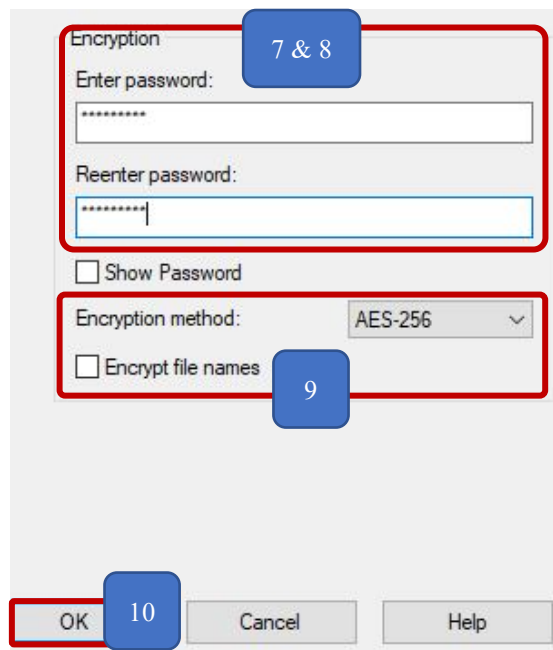 Encryption
7 & 8
Enter password:
*********
Reenter password:
*********
Show Password
Encryption method: AES-256
Encrypt file names
9
OK 10 Cancel Help